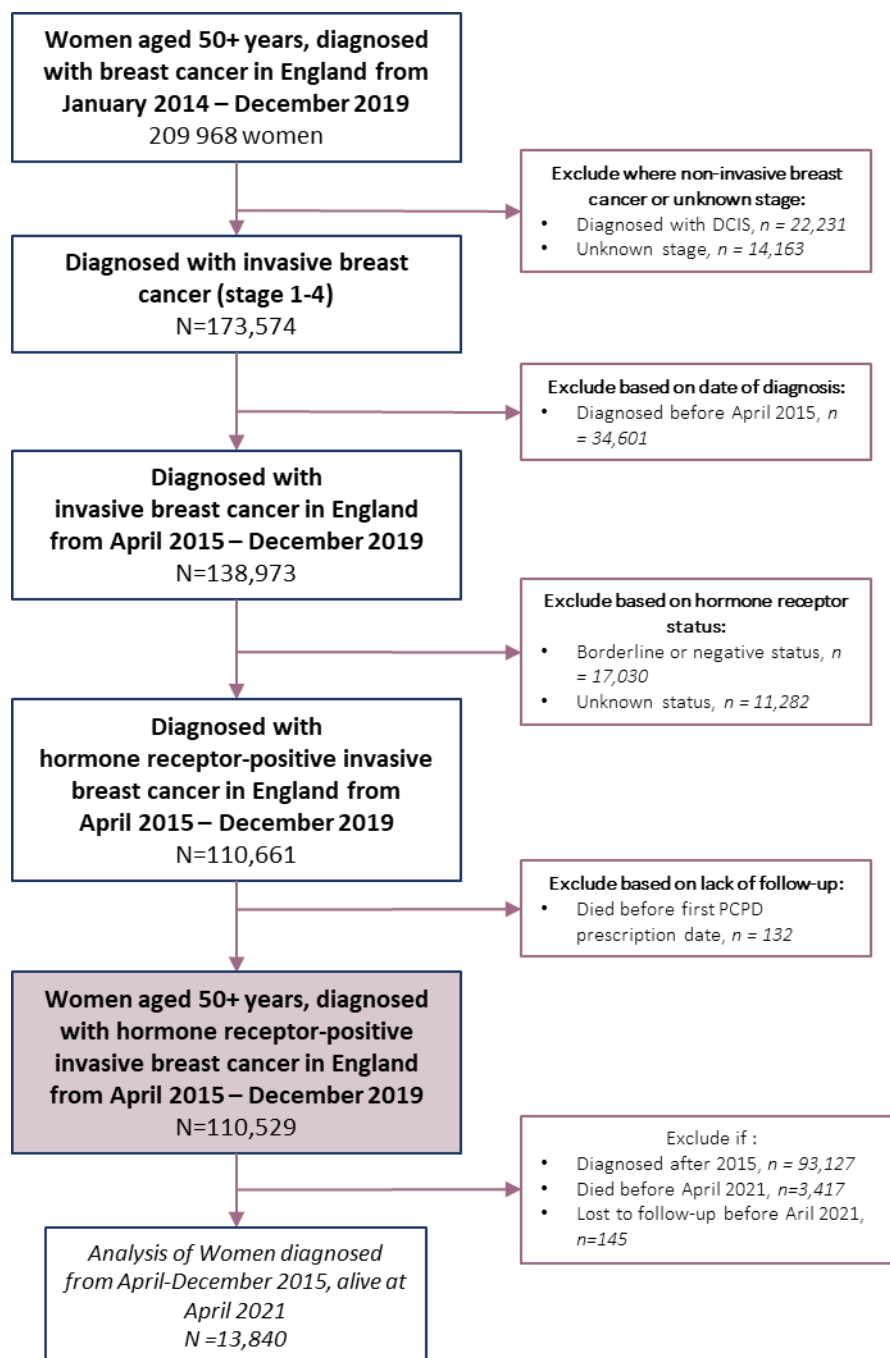 Women aged 50+ years, diagnosed
with breast cancer in England from
January 2014 – December 2019
209 968 women
Exclude where non-invasive breast
cancer or unknown stage:
• Diagnosed with DCIS, n = 22,231
• Unknown stage, n = 14,163
Diagnosed with invasive breast
cancer (stage 1-4)
N=173,574
Exclude based on date of diagnosis:
• Diagnosed before April 2015, n
= 34,601
Diagnosed with
invasive breast cancer in England
from April 2015 – December 2019
N=138,973
Exclude based on hormone receptor
status:
• Borderline or negative status, n
= 17,030
• Unknown status, n = 11,282
Diagnosed with
hormone receptor-positive invasive
breast cancer in England from
April 2015 – December 2019
N=110,661
Exclude based on lack of follow-up:
• Died before first PCPD
prescription date, n = 132
Women aged 50+ years, diagnosed
with hormone receptor-positive
invasive breast cancer in England
from April 2015 – December 2019
N=110,529
Exclude if :
• Diagnosed after 2015, n = 93,127
• Died before April 2021, n=3,417
• Lost to follow-up before Aril 2021,
n=145
Analysis of Women diagnosed
from April-December 2015, alive at
April 2021
N =13,840